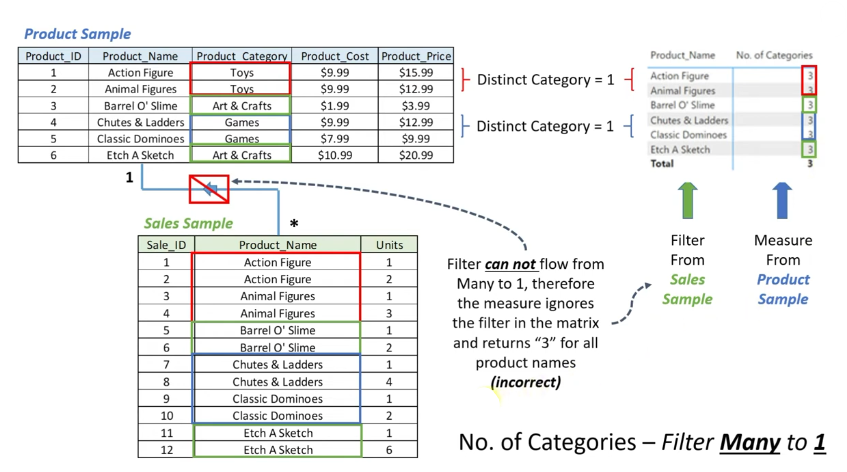 Product Sample
Product_ID Product_Name Product_Category Product_Cost Product_Price
1 Action Figure Toys $9.99 $15.99
2 Animal Figures Toys $9.99 $12.99
3 Barrel O' Slime Art & Crafts $1.99 $3.99
4 Chutes & Ladders Games $9.99 $12.99
5 Classic Dominoes Games $7.99 $9.99
6 Etch A Sketch Art & Crafts $10.99 $20.99
Distinct Category = 1
Distinct Category = 1
Product_Name No. of Categories
Action Figure 3
Animal Figures 3
Barrel O' Slime 3
Chutes & Ladders 3
Classic Dominoes 3
Etch A Sketch 3
Total 3
1
*
Sales Sample
Sale_ID Product_Name Units
1 Action Figure 1
2 Action Figure 2
3 Animal Figures 1
4 Animal Figures 3
5 Barrel O' Slime 1
6 Barrel O' Slime 2
7 Chutes & Ladders 1
8 Chutes & Ladders 4
9 Classic Dominoes 1
10 Classic Dominoes 2
11 Etch A Sketch 1
12 Etch A Sketch 6
Filter can not flow from
Many to 1, therefore
the measure ignores
the filter in the matrix
and returns “3” for all
product names
(incorrect)
Filter
From
Sales
Sample
Measure
From
Product
Sample
No. of Categories – Filter Many to 1